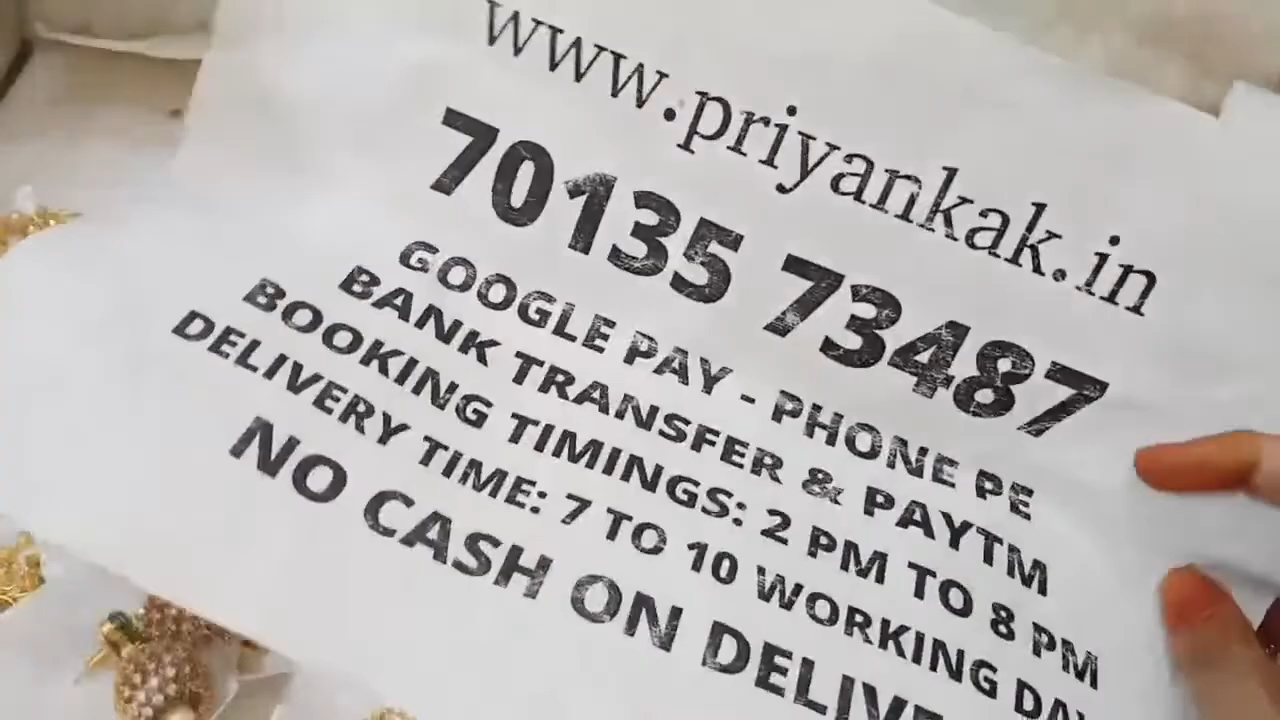 www.priyankak.in
70135 73487
GOOGLE PAY - PHONE PE
BANK TRANSFER & PAYTM
BOOKING TIMINGS: 2 PM TO 8 PM
DELIVERY TIME: 7 TO 10 WORKING
NO CASH ON